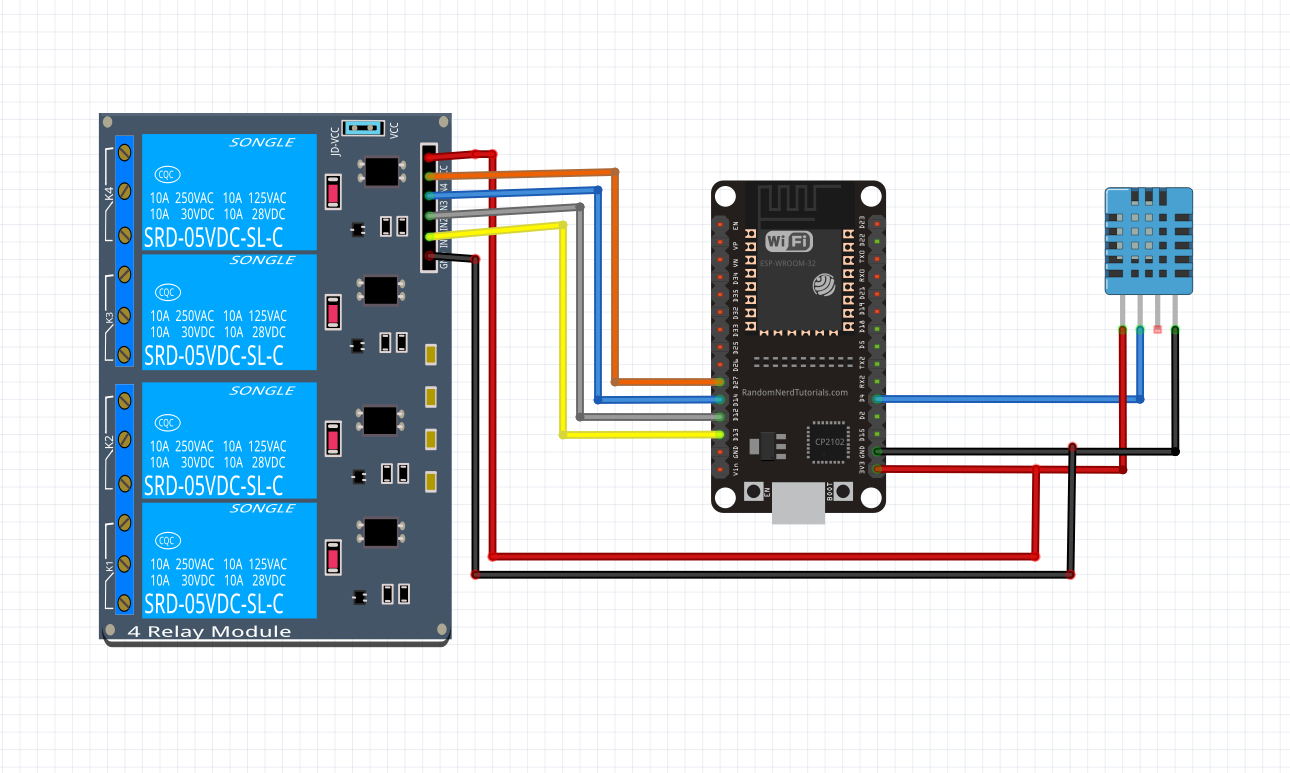 JD-VCC
VCC
SONGLE
CQC
10A 250VAC 10A 125VAC
10A 30VDC 10A 28VDC
SRD-05VDC-SL-C
K4
SONGLE
CQC
10A 250VAC 10A 125VAC
10A 30VDC 10A 28VDC
SRD-05VDC-SL-C
K3
SONGLE
CQC
10A 250VAC 10A 125VAC
10A 30VDC 10A 28VDC
SRD-05VDC-SL-C
K2
SONGLE
CQC
10A 250VAC 10A 125VAC
10A 30VDC 10A 28VDC
SRD-05VDC-SL-C
K1
4 Relay Module
IN2
WiFi
ESP-WROOM-32
EN
VP
VN
D34
D35
D32
D33
D25
D26
D27
D14
D12
D13
GND
Vin
D23
D22
TX0
RX0
D21
D19
D18
D5
TX2
RX2
D4
D2
D15
GND
3V3
RandomNerdTutorials.com
CP2102
EN
BOOT